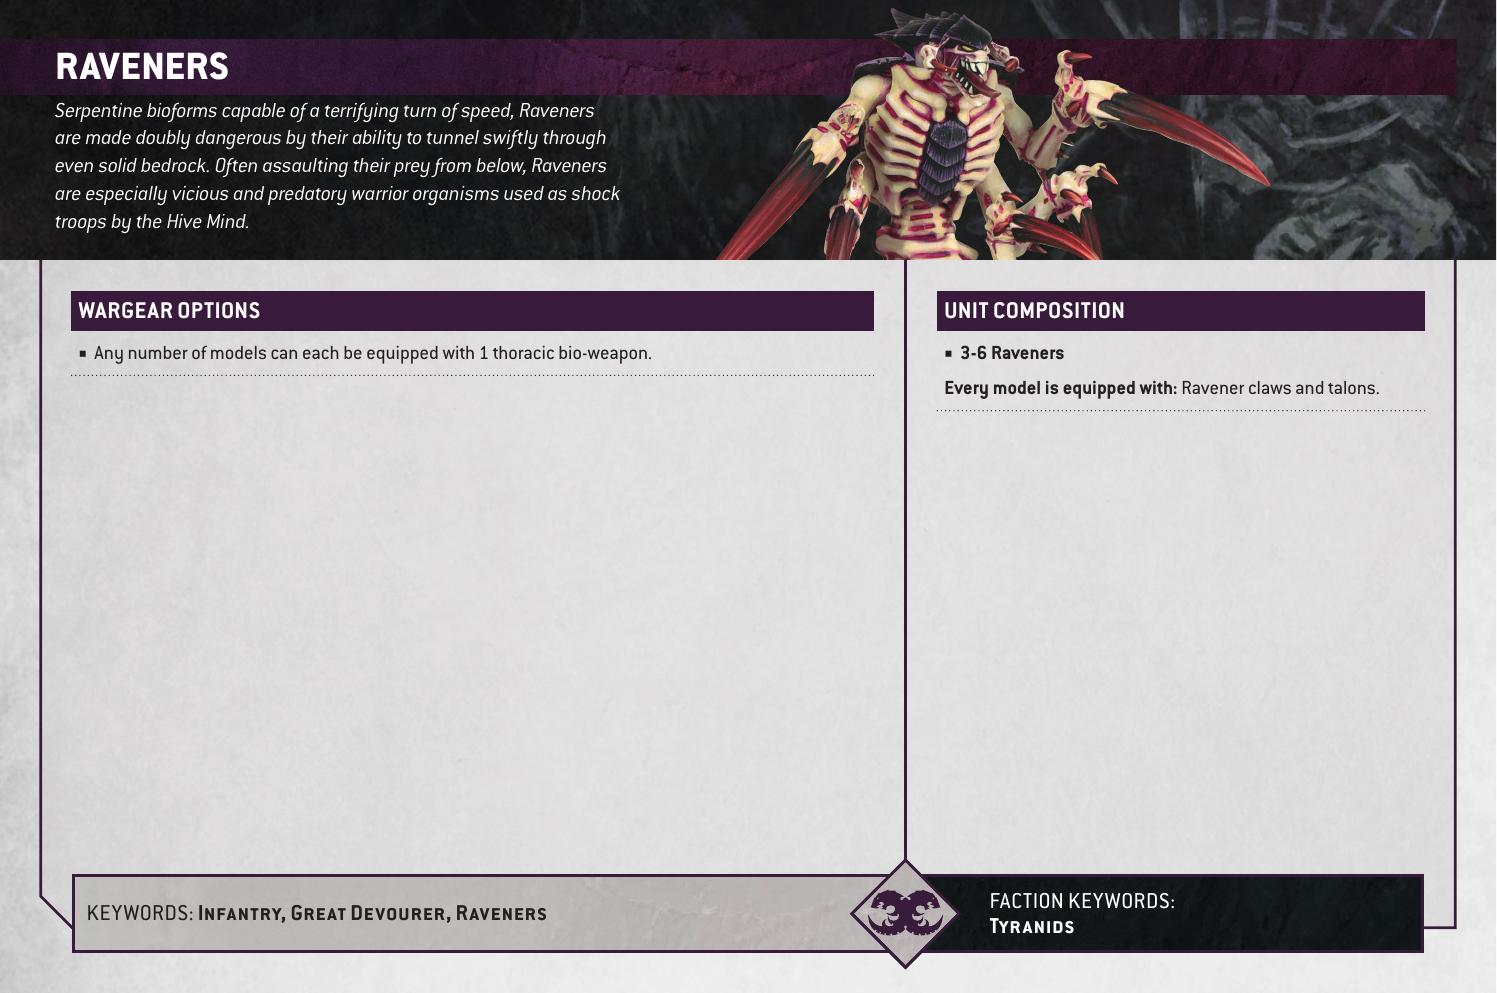 RAVENERS
Serpentine bioforms capable of a terrifying turn of speed, Raveners
are made doubly dangerous by their ability to tunnel swiftly through
even solid bedrock. Often assaulting their prey from below, Raveners
are especially vicious and predatory warrior organisms used as shock
troops by the Hive Mind.
WARGEAR OPTIONS
▪ Any number of models can each be equipped with 1 thoracic bio-weapon.
UNIT COMPOSITION
▪ 3-6 Raveners
Every model is equipped with: Ravener claws and talons.
KEYWORDS: Infantry, Great Devourer, Raveners
FACTION KEYWORDS:
Tyranids